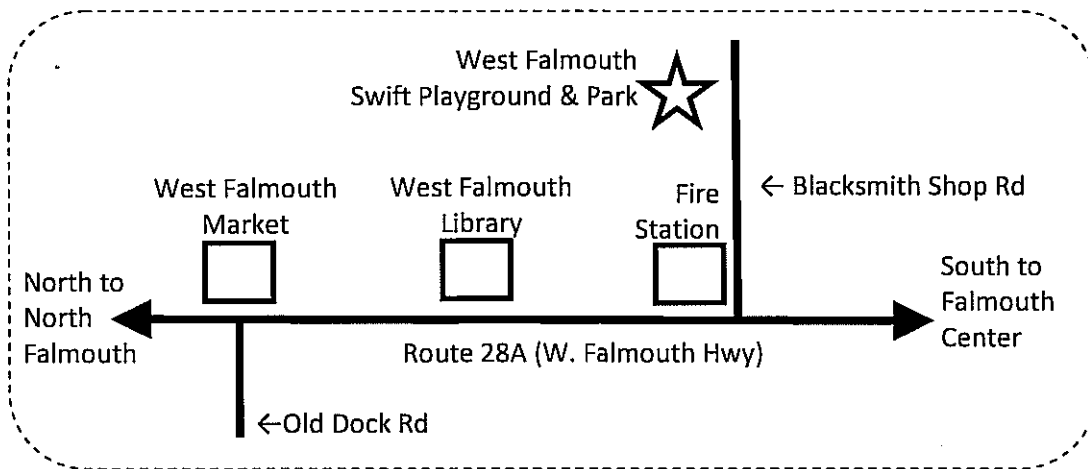 West Falmouth
Swift Playground & Park
West Falmouth
Market
West Falmouth
Library
Fire
Station
← Blacksmith Shop Rd
North to
North
Falmouth
South to
Falmouth
Center
Route 28A (W. Falmouth Hwy)
←Old Dock Rd